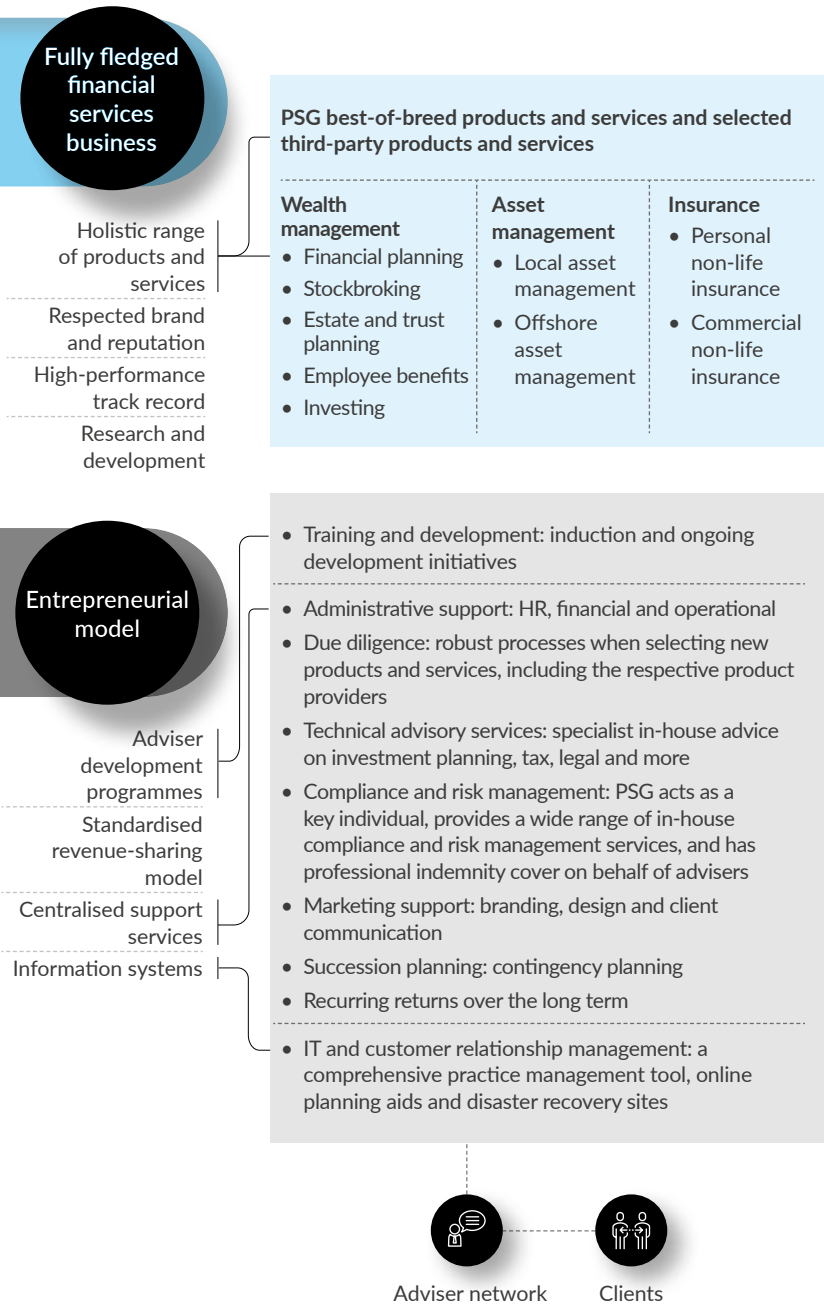 Fully fledged
financial
services
business
Holistic range
of products and
services
Respected brand
and reputation
High-performance
track record
Research and
development
PSG best-of-breed products and services and selected
third-party products and services
Wealth
management
• Financial planning
• Stockbroking
• Estate and trust
planning
• Employee benefits
• Investing
Asset
management
• Local asset
management
• Offshore
asset
management
Insurance
• Personal
non-life
insurance
• Commercial
non-life
insurance
Entrepreneurial
model
Adviser
development
programmes
Standardised
revenue-sharing
model
Centralised support
services
Information systems
• Training and development: induction and ongoing
development initiatives
• Administrative support: HR, financial and operational
• Due diligence: robust processes when selecting new
products and services, including the respective product
providers
• Technical advisory services: specialist in-house advice
on investment planning, tax, legal and more
• Compliance and risk management: PSG acts as a
key individual, provides a wide range of in-house
compliance and risk management services, and has
professional indemnity cover on behalf of advisers
• Marketing support: branding, design and client
communication
• Succession planning: contingency planning
• Recurring returns over the long term
• IT and customer relationship management: a
comprehensive practice management tool, online
planning aids and disaster recovery sites
Adviser network
Clients